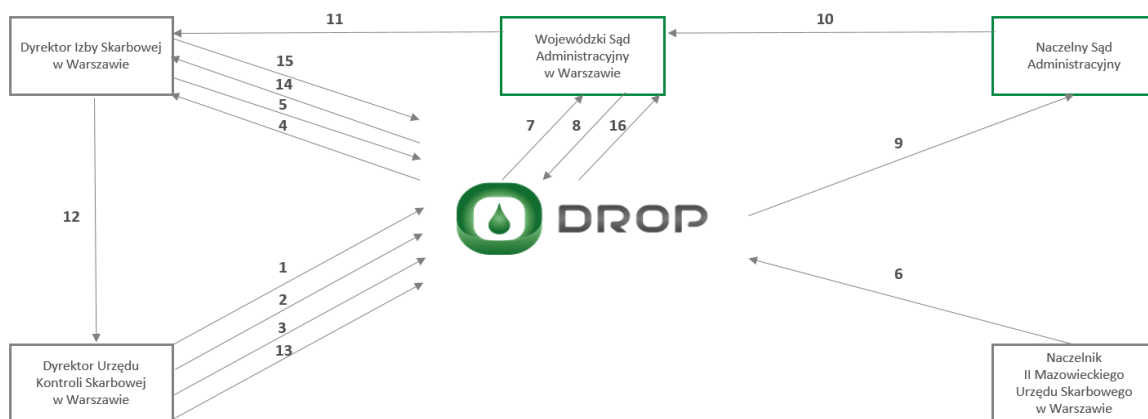 11
10
Dyrektor Izby Skarbowej
w Warszawie
Wojewódzki Sąd
Administracyjny
w Warszawie
Naczelny Sąd
Administracyjny
15
14
5
4
7
8
16
9
12
DROP
1
2
3
13
6
Dyrektor Urzędu
Kontroli Skarbowej
w Warszawie
Naczelnik
II Mazowieckiego
Urzędu Skarbowego
w Warszawie